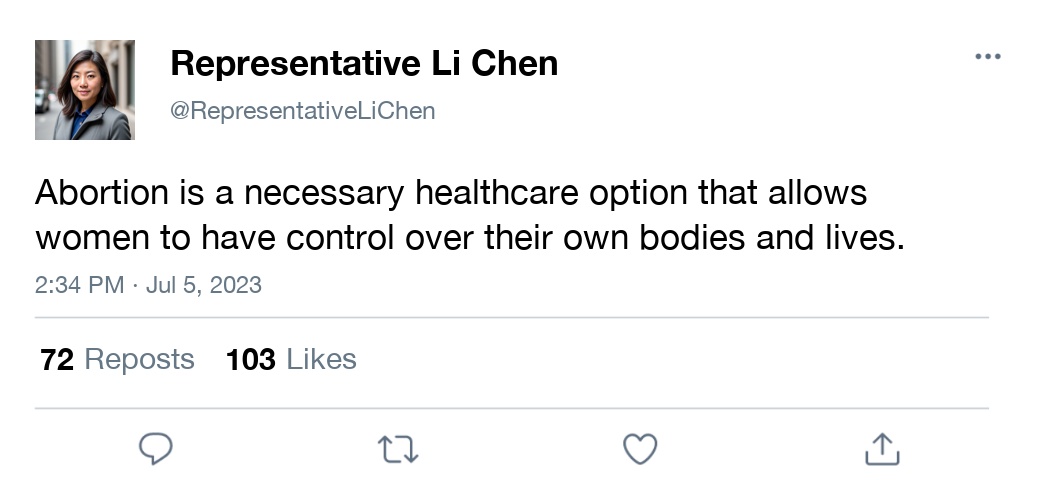 Representative Li Chen
@RepresentativeLiChen
Abortion is a necessary healthcare option that allows
women to have control over their own bodies and lives.
2:34 PM · Jul 5, 2023
72 Reposts 103 Likes